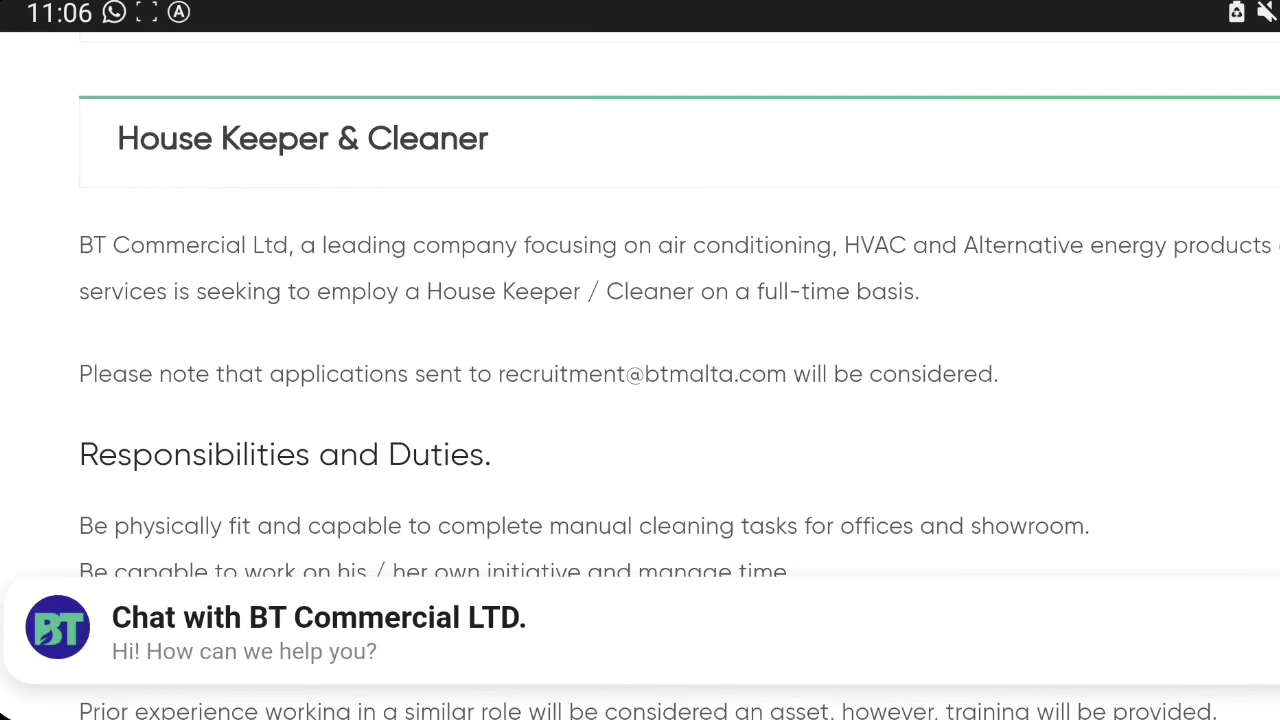 11:06
House Keeper & Cleaner
BT Commercial Ltd, a leading company focusing on air conditioning, HVAC and Alternative energy products
services is seeking to employ a House Keeper / Cleaner on a full-time basis.
Please note that applications sent to recruitment@btmalta.com will be considered.
Responsibilities and Duties.
Be physically fit and capable to complete manual cleaning tasks for offices and showroom.
Be capable to work on his / her own initiative and manage time
BT
Chat with BT Commercial LTD.
Hi! How can we help you?
Prior experience working in a similar role will be considered an asset, however, training will be provided.